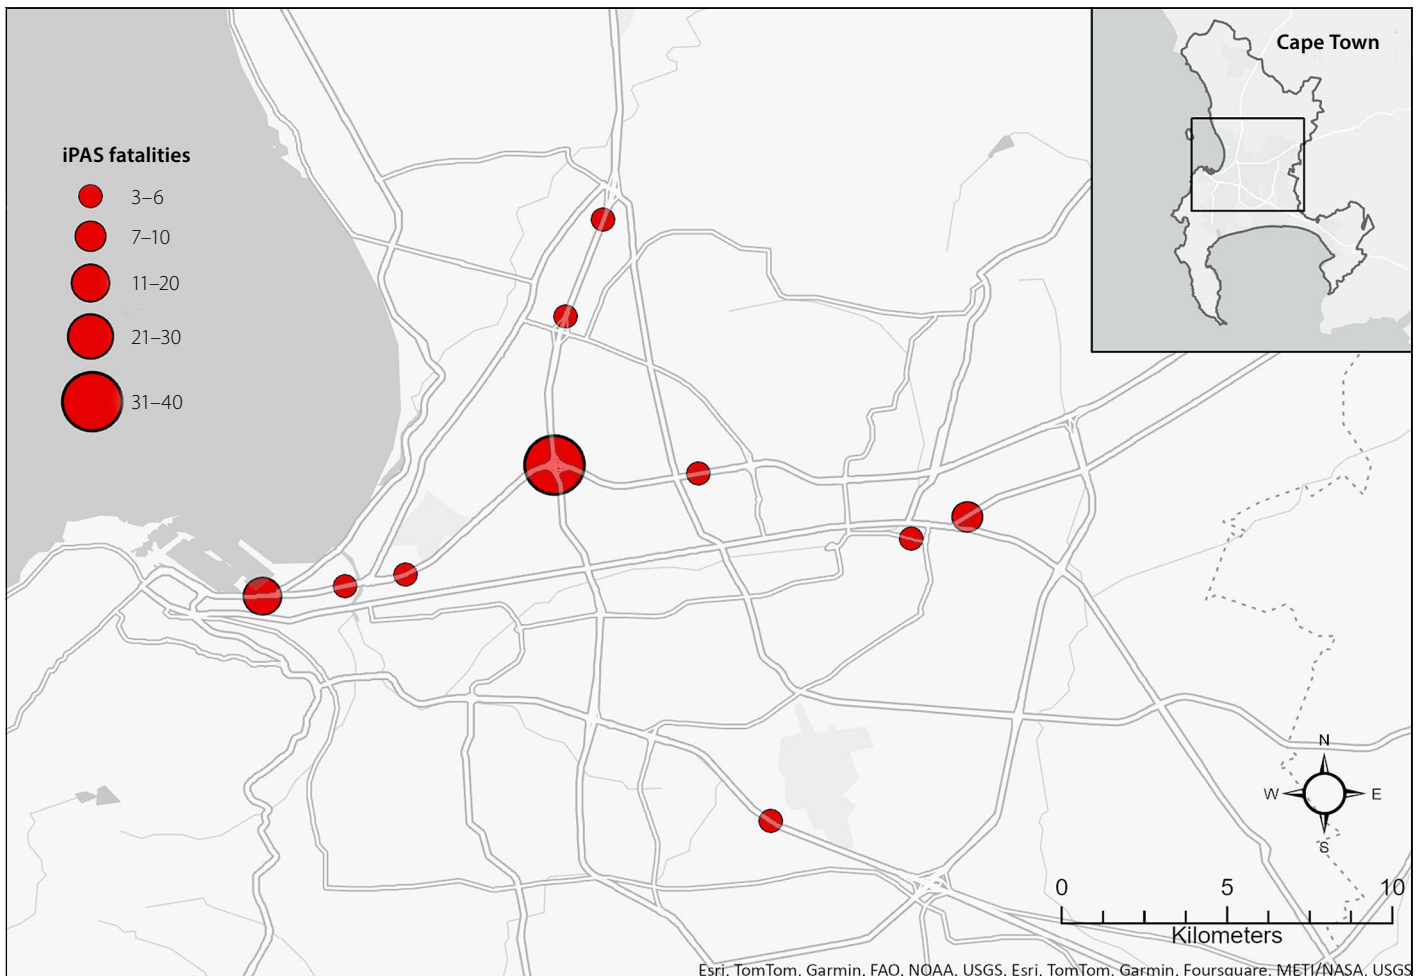 Cape Town
iPAS fatalities
3–6
7–10
11–20
21–30
31–40
N
W E
S
0 5 10
Kilometers
Esri, TomTom, Garmin, FAO, NOAA, USGS, Esri, TomTom, Garmin, Foursquare, METI/NASA, USGS